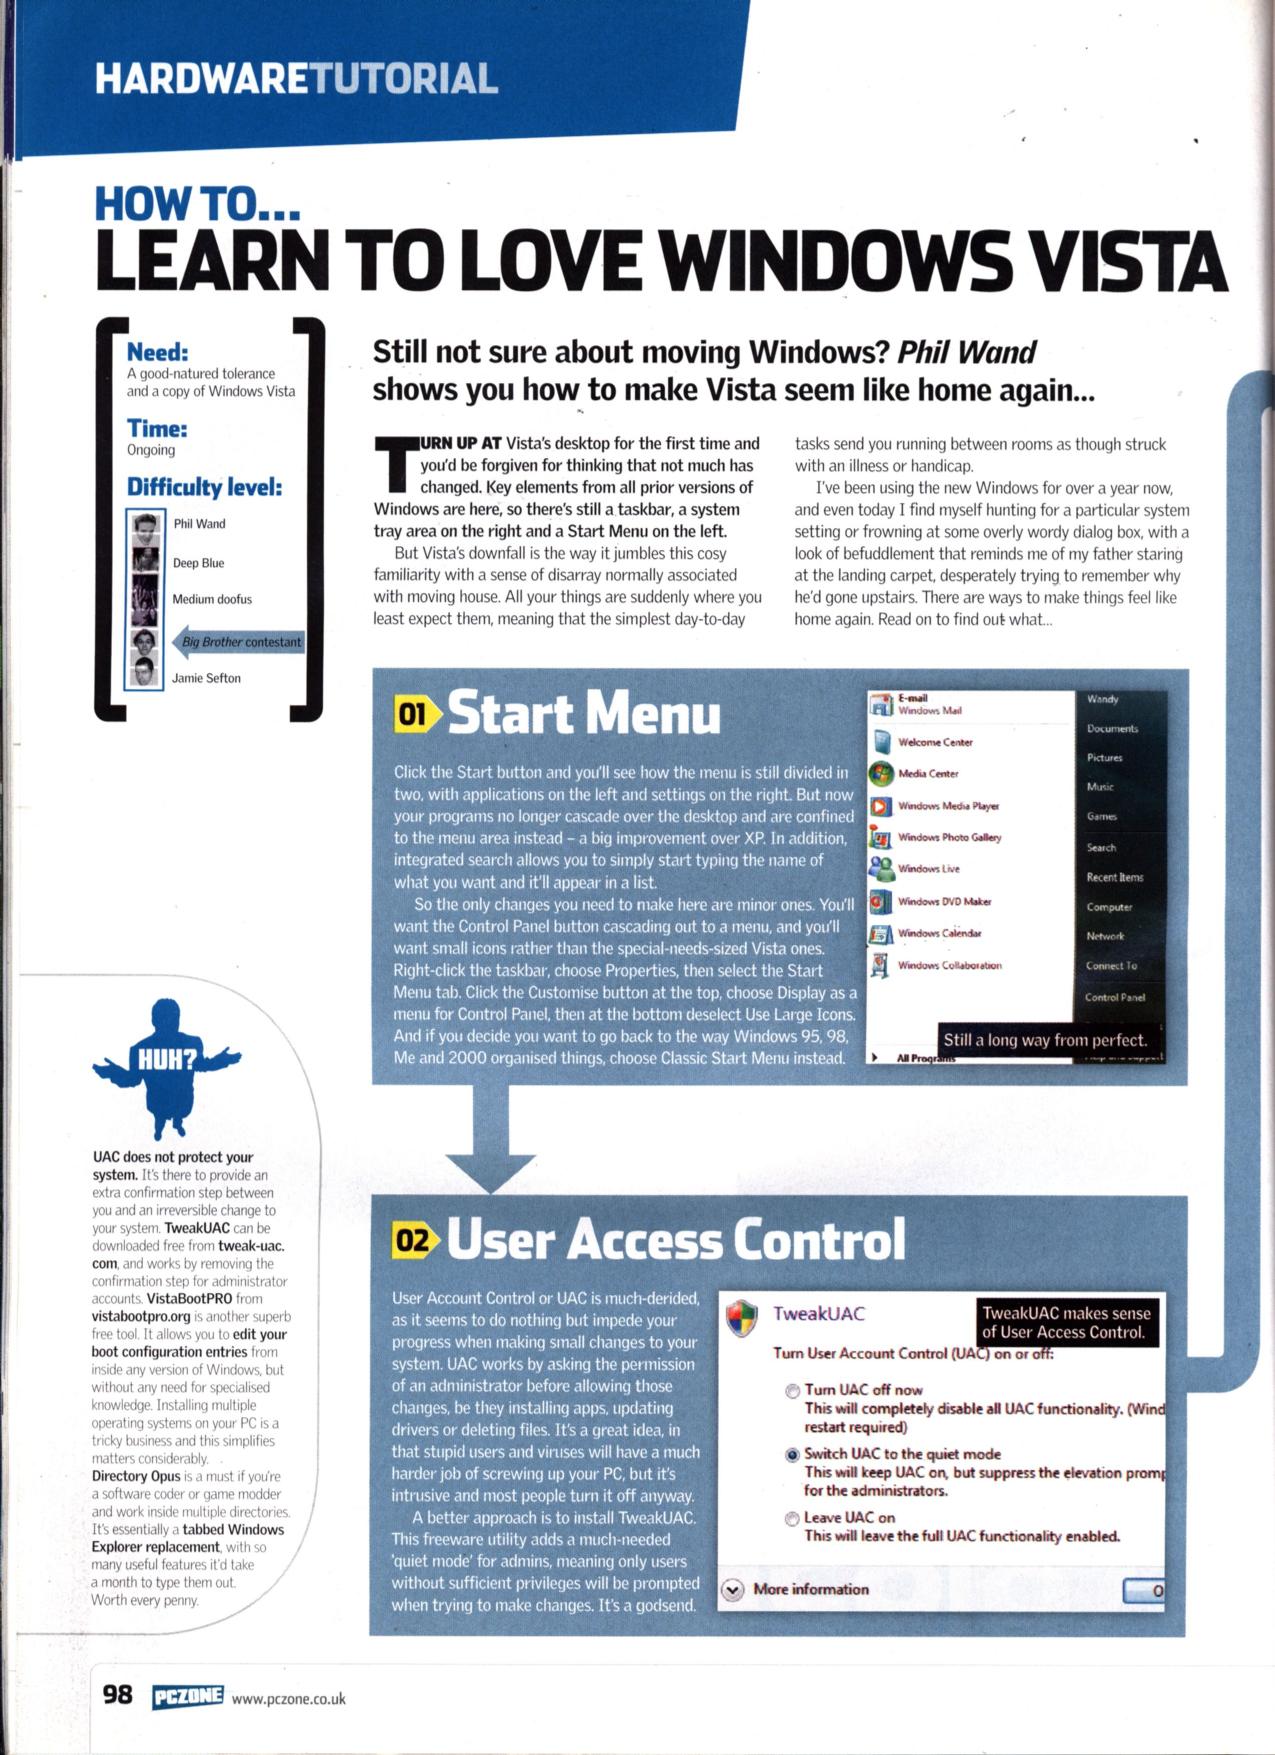 HARDWARETUTORIAL
HOW TO...
LEARN TO LOVE WINDOWS VISTA
Need:
A good-natured tolerance
and a copy of Windows Vista
Time:
Ongoing
Difficulty level:
Phil Wand
Deep Blue
Medium doofus
Big Brother contestant
Jamie Sefton
Still not sure about moving Windows? Phil Wand
shows you how to make Vista seem like home again...
TURN UP AT Vista's desktop for the first time and
you'd be forgiven for thinking that not much has
changed. Key elements from all prior versions of
Windows are here, so there's still a taskbar, a system
tray area on the right and a Start Menu on the left.
But Vista's downfall is the way it jumbles this cosy
familiarity with a sense of disarray normally associated
with moving house. All your things are suddenly where you
least expect them, meaning that the simplest day-to-day
tasks send you running between rooms as though struck
with an illness or handicap.
I've been using the new Windows for over a year now,
and even today I find myself hunting for a particular system
setting or frowning at some overly wordy dialog box, with a
look of befuddlement that reminds me of my father staring
at the landing carpet, desperately trying to remember why
he'd gone upstairs. There are ways to make things feel like
home again. Read on to find out what...
01 Start Menu
Click the Start button and you'll see how the menu is still divided in
two, with applications on the left and settings on the right. But now
your programs no longer cascade over the desktop and are confined
to the menu area instead – a big improvement over XP. In addition,
integrated search allows you to simply start typing the name of
what you want and it'll appear in a list.
So the only changes you need to make here are minor ones. You'll
want the Control Panel button cascading out to a menu, and you'll
want small icons rather than the special-needs-sized Vista ones.
Right-click the taskbar, choose Properties, then select the Start
Menu tab. Click the Customise button at the top, choose Display as a
menu for Control Panel, then at the bottom deselect Use Large Icons.
And if you decide you want to go back to the way Windows 95, 98,
Me and 2000 organised things, choose Classic Start Menu instead.
E-mail
Windows Mail
Welcome Center
Media Center
Windows Media Player
Windows Photo Gallery
Windows Live
Windows DVD Maker
Windows Calendar
Windows Collaboration
All Programs
Wandy
Documents
Pictures
Music
Games
Search
Recent Items
Computer
Network
Connect To
Control Panel
Help and Support
Still a long way from perfect.
HUH?
UAC does not protect your
system. It's there to provide an
extra confirmation step between
you and an irreversible change to
your system. TweakUAC can be
downloaded free from tweak-uac.
com, and works by removing the
confirmation step for administrator
accounts. VistaBootPRO from
vistabootpro.org is another superb
free tool. It allows you to edit your
boot configuration entries from
inside any version of Windows, but
without any need for specialised
knowledge. Installing multiple
operating systems on your PC is a
tricky business and this simplifies
matters considerably.
Directory Opus is a must if you're
a software coder or game modder
and work inside multiple directories.
It's essentially a tabbed Windows
Explorer replacement, with so
many useful features it'd take
a month to type them out.
Worth every penny.
02 User Access Control
User Account Control or UAC is much-derided,
as it seems to do nothing but impede your
progress when making small changes to your
system. UAC works by asking the permission
of an administrator before allowing those
changes, be they installing apps, updating
drivers or deleting files. It's a great idea, in
that stupid users and viruses will have a much
harder job of screwing up your PC, but it's
intrusive and most people turn it off anyway.
A better approach is to install TweakUAC.
This freeware utility adds a much-needed
'quiet mode' for admins, meaning only users
without sufficient privileges will be prompted
when trying to make changes. It's a godsend.
TweakUAC
TweakUAC makes sense
of User Access Control.
Turn User Account Control (UAC) on or off:
Turn UAC off now
This will completely disable all UAC functionality. (Wind
restart required)
Switch UAC to the quiet mode
This will keep UAC on, but suppress the elevation promp
for the administrators.
Leave UAC on
This will leave the full UAC functionality enabled.
More information
O
98 PCZONE www.pczone.co.uk